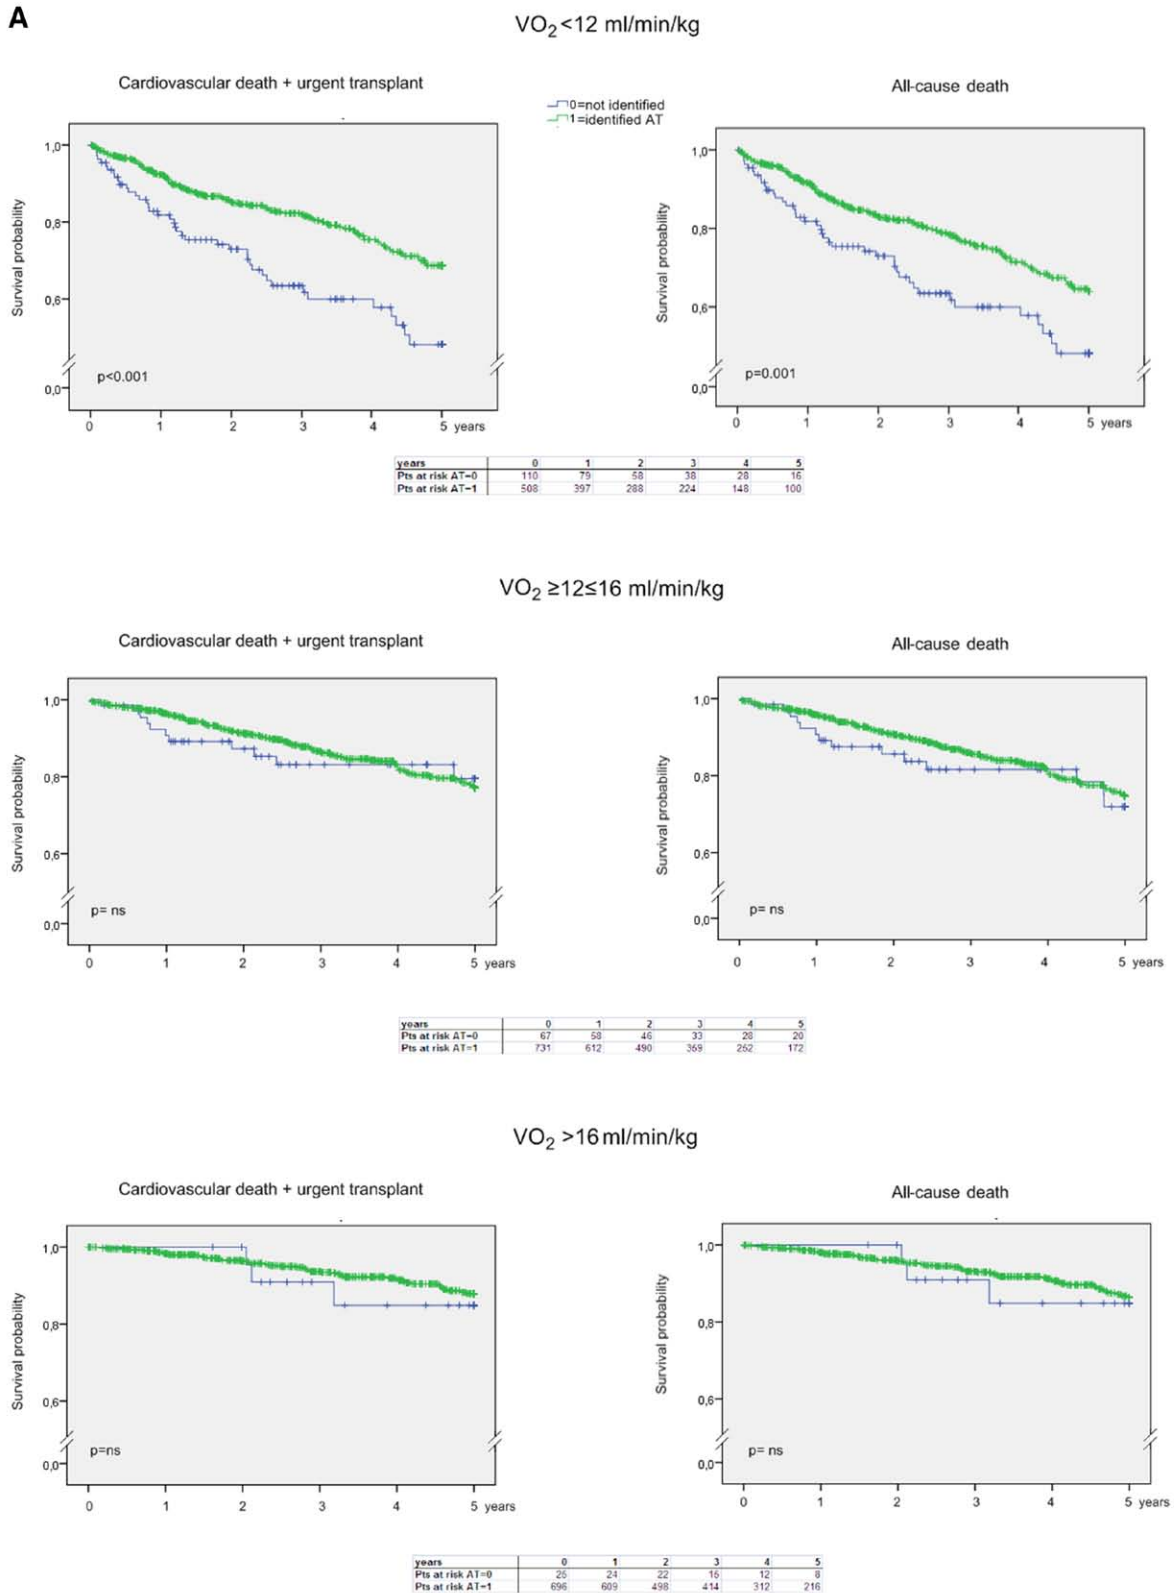 A
VO2 <12 ml/min/kg
Cardiovascular death + urgent transplant
0=not identified
1=identified AT
All-cause death
Survival probability
1,0
0,8
0,6
0,0
p<0.001
0 1 2 3 4 5 years
Survival probability
1,0
0,8
0,6
0,0
p=0.001
0 1 2 3 4 5 years
years 0 1 2 3 4 5
Pts at risk AT=0 110 79 58 38 28 16
Pts at risk AT=1 508 397 288 224 148 100
VO2 ≥12≤16 ml/min/kg
Cardiovascular death + urgent transplant
All-cause death
Survival probability
1,0
0,8
0,6
0,0
p= ns
0 1 2 3 4 5 years
Survival probability
1,0
0,8
0,6
0,0
p= ns
0 1 2 3 4 5 years
years 0 1 2 3 4 5
Pts at risk AT=0 67 58 46 33 28 20
Pts at risk AT=1 731 612 490 369 262 172
VO2 >16 ml/min/kg
Cardiovascular death + urgent transplant
All-cause death
Survival probability
1,0
0,8
0,6
0,0
p=ns
0 1 2 3 4 5 years
Survival probability
1,0
0,8
0,6
0,0
p= ns
0 1 2 3 4 5 years
years 0 1 2 3 4 5
Pts at risk AT=0 25 24 22 15 12 8
Pts at risk AT=1 696 609 498 414 312 216